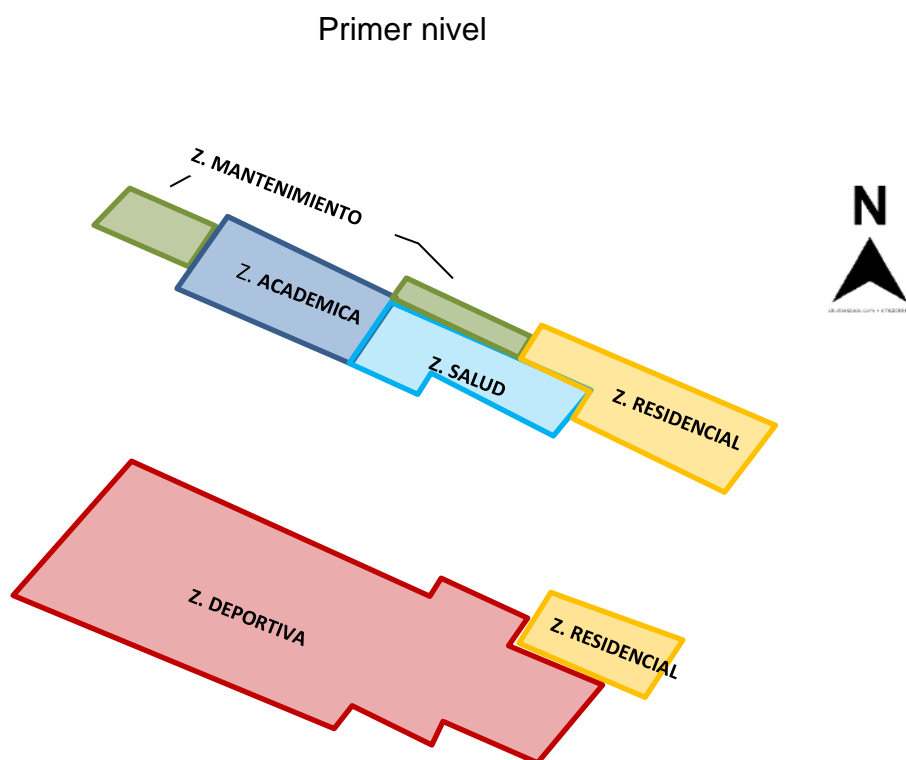 Primer nivel
Z. MANTENIMIENTO
N
Z. ACADEMICA
Z. SALUD
Z. RESIDENCIAL
Z. DEPORTIVA
Z. RESIDENCIAL